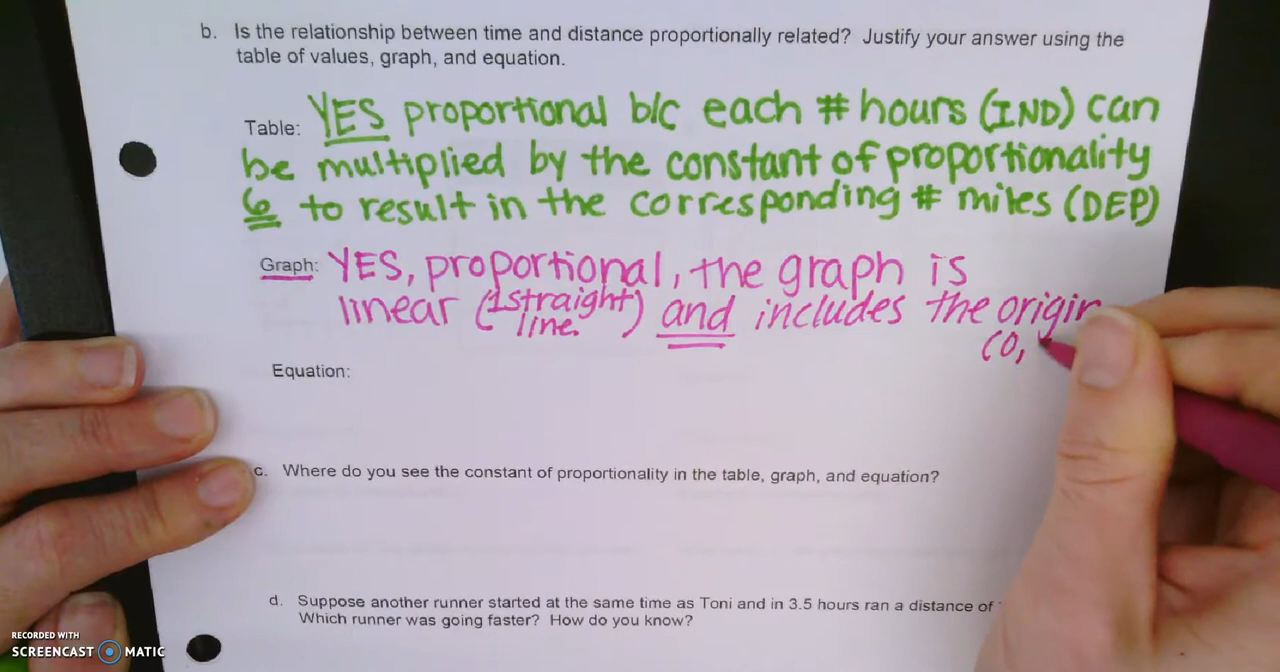 b. Is the relationship between time and distance proportionally related? Justify your answer using the
table of values, graph, and equation.
Table: YES proportional b/c each # hours (IND) can
be multiplied by the constant of proportionality
6 to result in the corresponding # miles (DEP)
Graph: YES, proportional, the graph is
linear (1 straight line.) and includes the origin
(0,
Equation:
c. Where do you see the constant of proportionality in the table, graph, and equation?
d. Suppose another runner started at the same time as Toni and in 3.5 hours ran a distance of
Which runner was going faster? How do you know?
RECORDED WITH
SCREENCAST MATIC